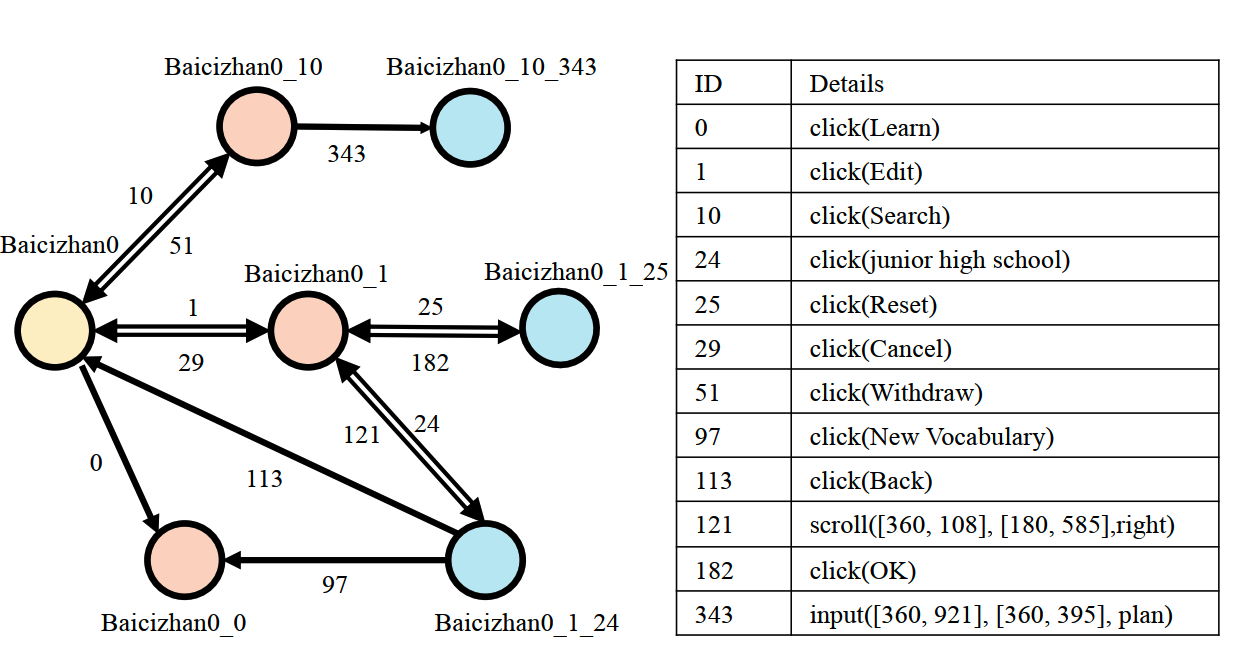 Baicizhan0_10
Baicizhan0_10_343
343
10
51
Baicizhan0
Baicizhan0_1
Baicizhan0_1_25
1
29
25
182
121
24
0
113
97
Baicizhan0_0
Baicizhan0_1_24
ID Details
0 click(Learn)
1 click(Edit)
10 click(Search)
24 click(junior high school)
25 click(Reset)
29 click(Cancel)
51 click(Withdraw)
97 click(New Vocabulary)
113 click(Back)
121 scroll([360, 108], [180, 585],right)
182 click(OK)
343 input([360, 921], [360, 395], plan)